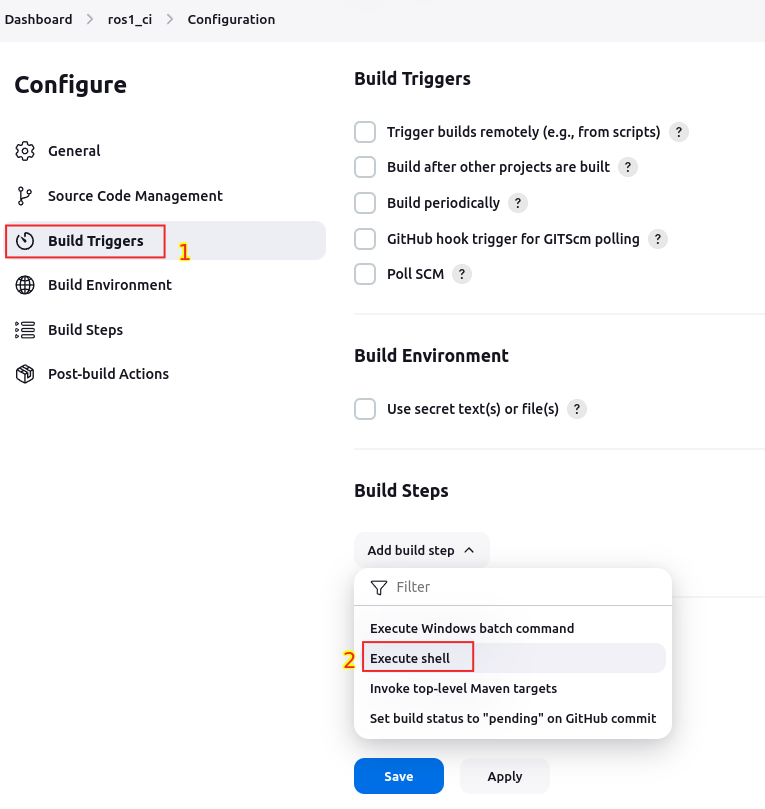 Dashboard > ros1_ci > Configuration
Configure
General
Source Code Management
Build Triggers
1
Build Environment
Build Steps
Post-build Actions
Build Triggers
Trigger builds remotely (e.g., from scripts) ?
Build after other projects are built ?
Build periodically ?
GitHub hook trigger for GITScm polling ?
Poll SCM ?
Build Environment
Use secret text(s) or file(s) ?
Build Steps
Add build step
Filter
Execute Windows batch command
2 Execute shell
Invoke top-level Maven targets
Set build status to "pending" on GitHub commit
Save Apply